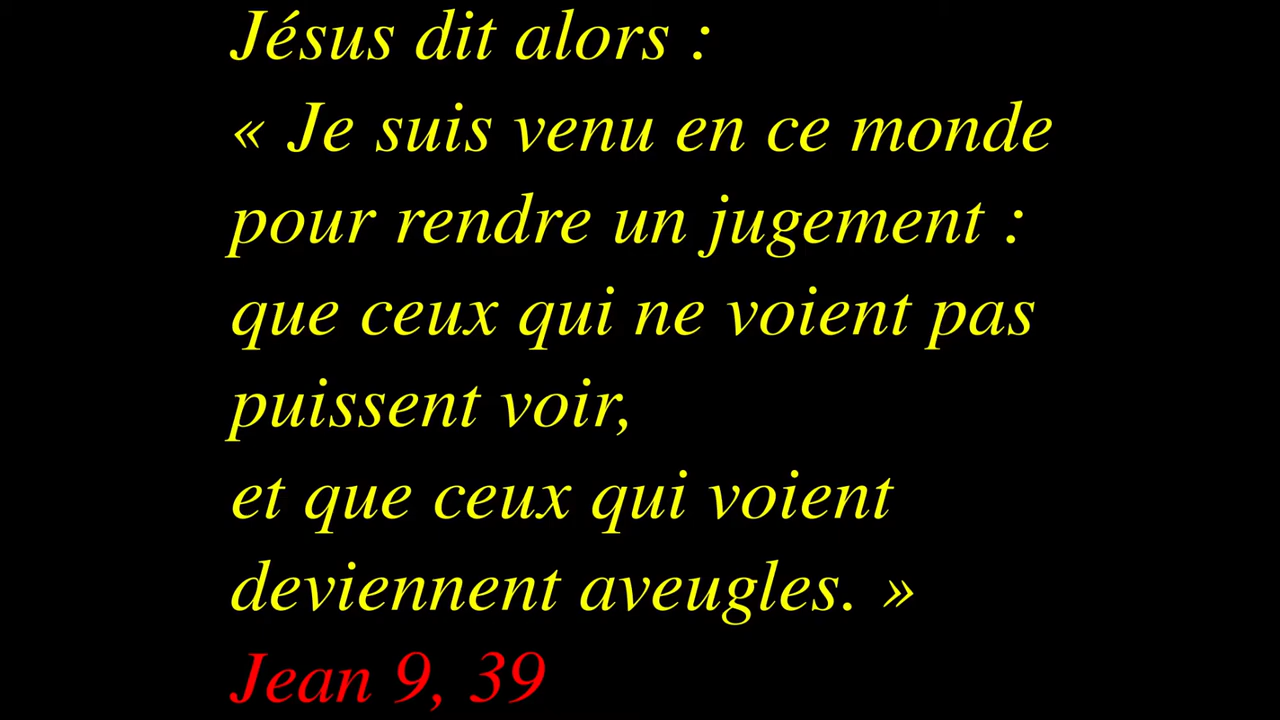 Jésus dit alors :
« Je suis venu en ce monde
pour rendre un jugement :
que ceux qui ne voient pas
puissent voir,
et que ceux qui voient
deviennent aveugles. »
Jean 9, 39